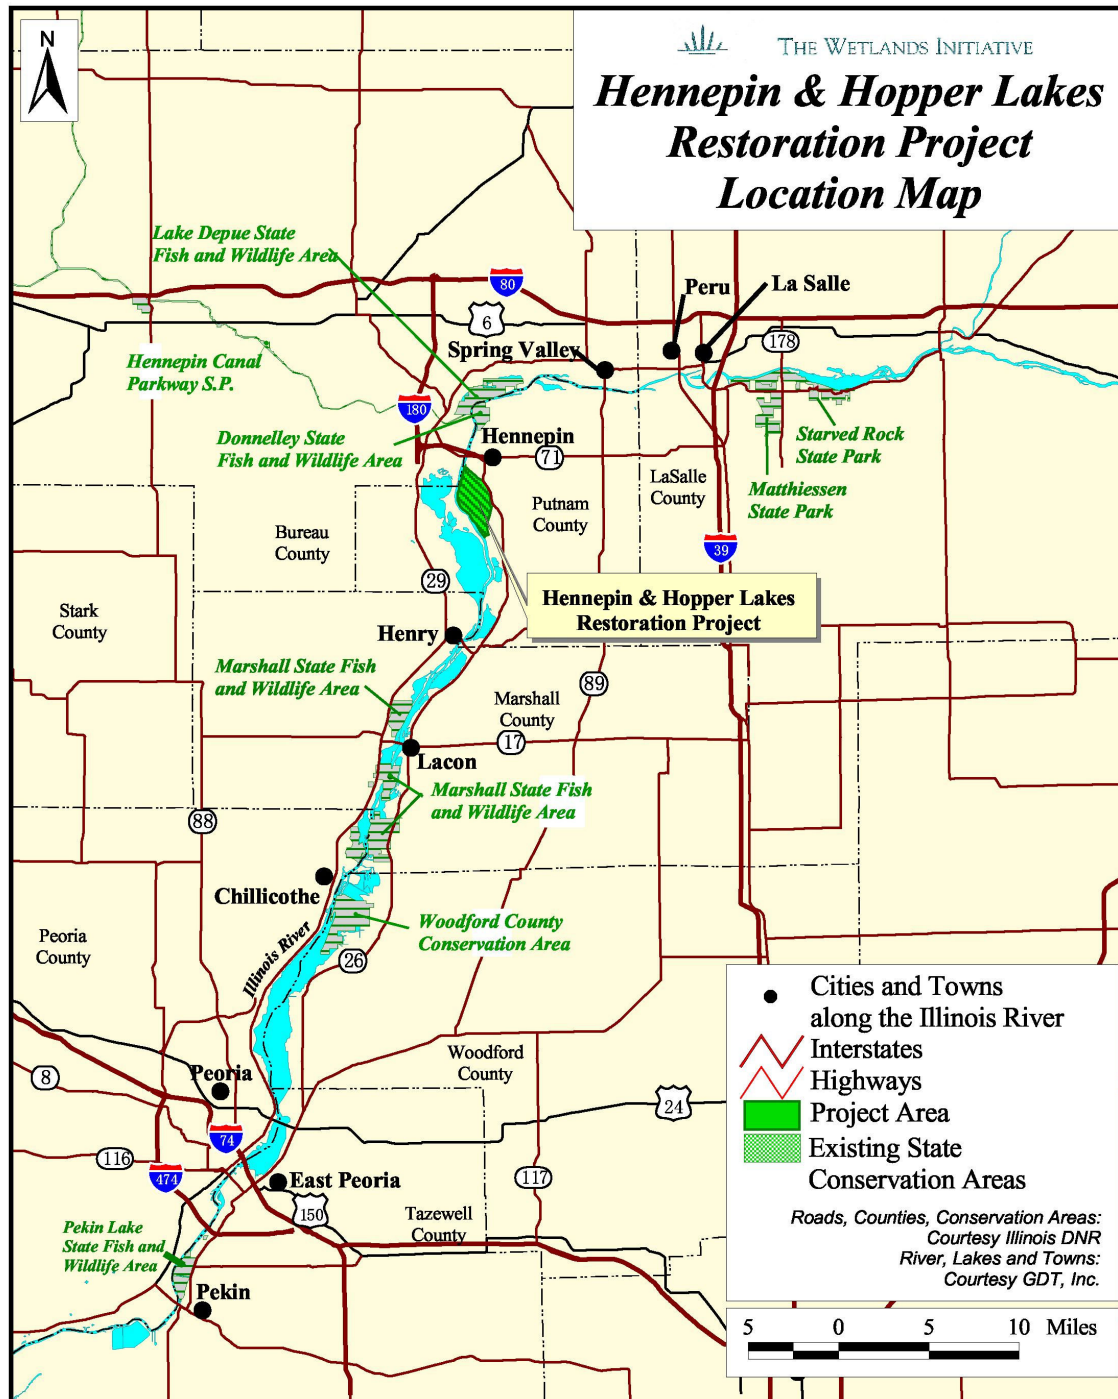 N
THE WETLANDS INITIATIVE
Hennepin & Hopper Lakes
Restoration Project
Location Map
Lake Depue State
Fish and Wildlife Area
80
6
Peru
La Salle
178
Spring Valley
Hennepin Canal
Parkway S.P.
180
Donnelley State
Fish and Wildlife Area
Hennepin
71
Starved Rock
State Park
LaSalle
County
Matthiessen
State Park
Putnam
County
Bureau
County
39
29
Hennepin & Hopper Lakes
Restoration Project
Stark
County
Henry
Marshall State Fish
and Wildlife Area
89
Marshall
County
17
Lacon
Marshall State Fish
and Wildlife Area
88
Chillicothe
Woodford County
Conservation Area
Peoria
County
Illinois River
26
Cities and Towns
along the Illinois River
Interstates
Highways
Project Area
Existing State
Conservation Areas
Roads, Counties, Conservation Areas:
Courtesy Illinois DNR
River, Lakes and Towns:
Courtesy GDT, Inc.
Woodford
County
8
Peoria
24
74
116
474
East Peoria
117
150
Tazewell
County
Pekin Lake
State Fish and
Wildlife Area
Pekin
5 0 5 10 Miles